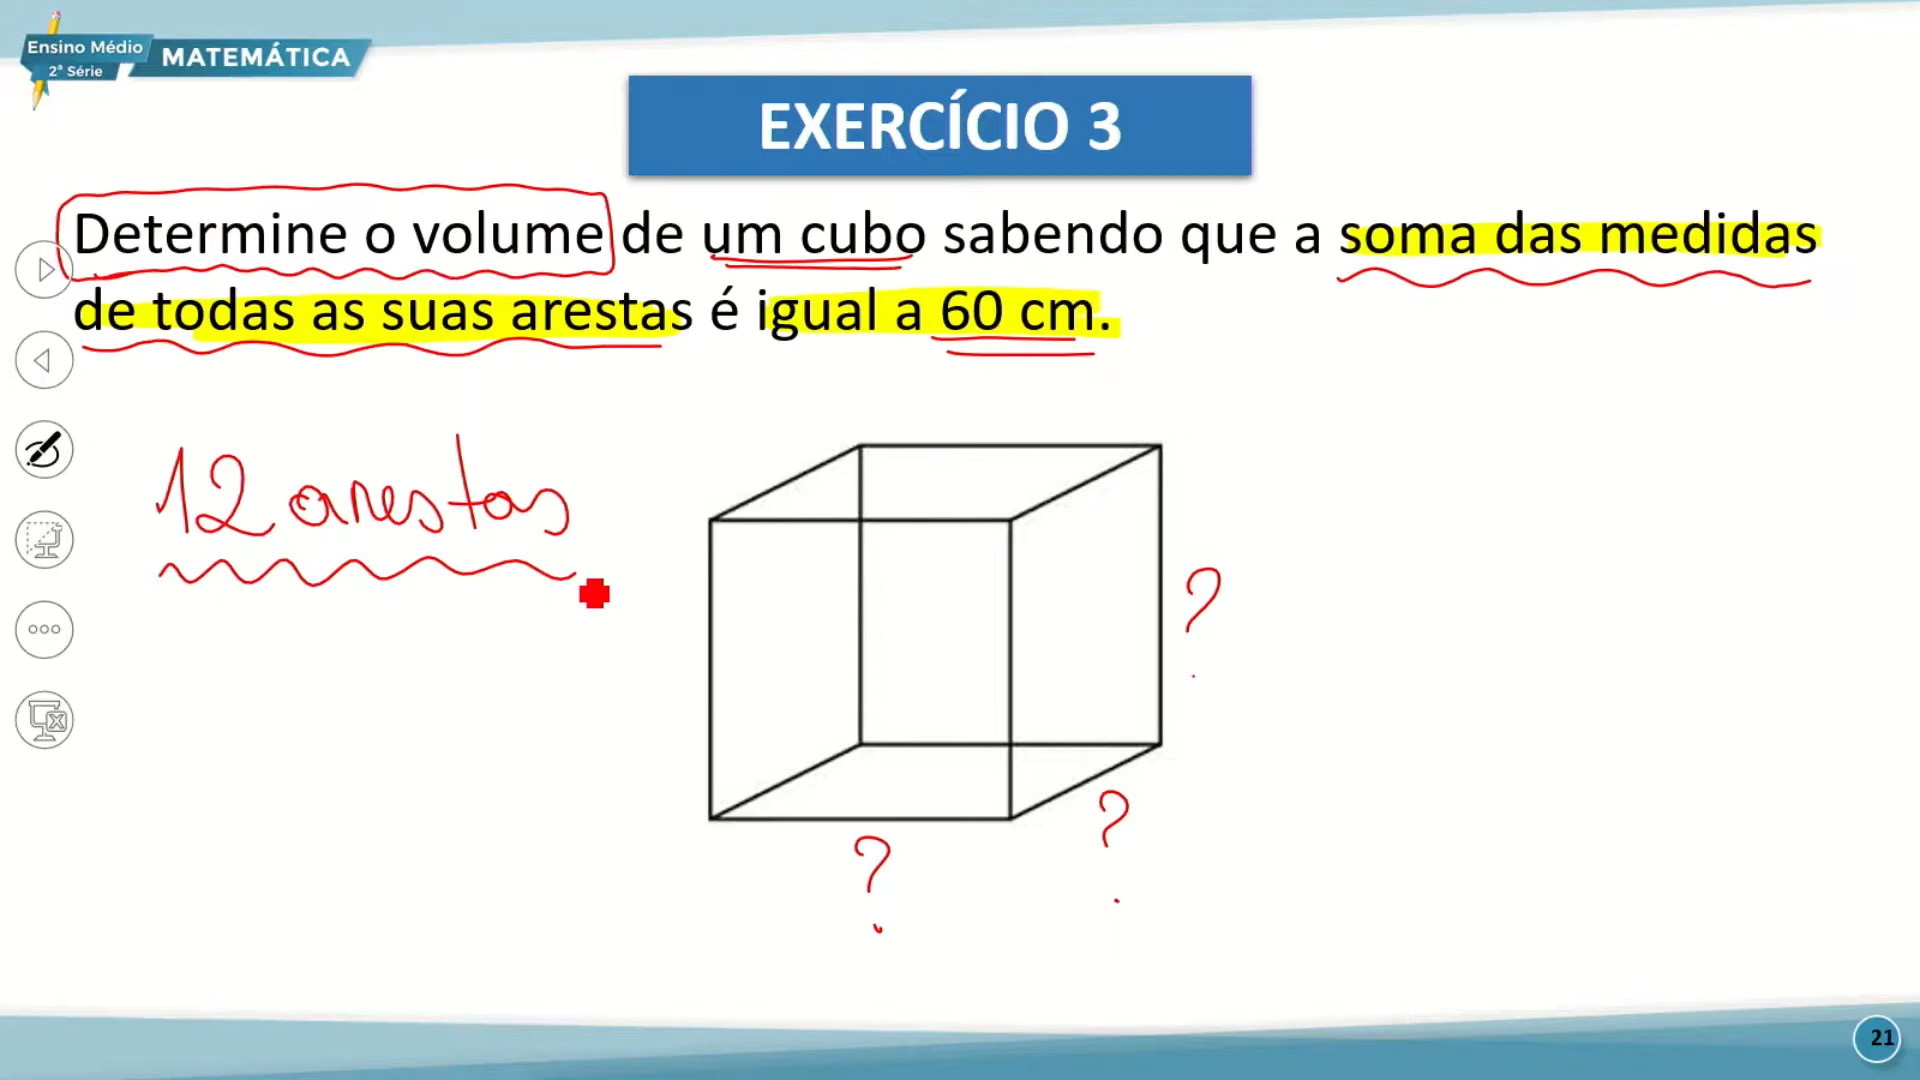 Ensino Médio
2ª Série
MATEMÁTICA
EXERCÍCIO 3
Determine o volume de um cubo sabendo que a soma das medidas
de todas as suas arestas é igual a 60 cm.
12 arestas
?
?
?
21